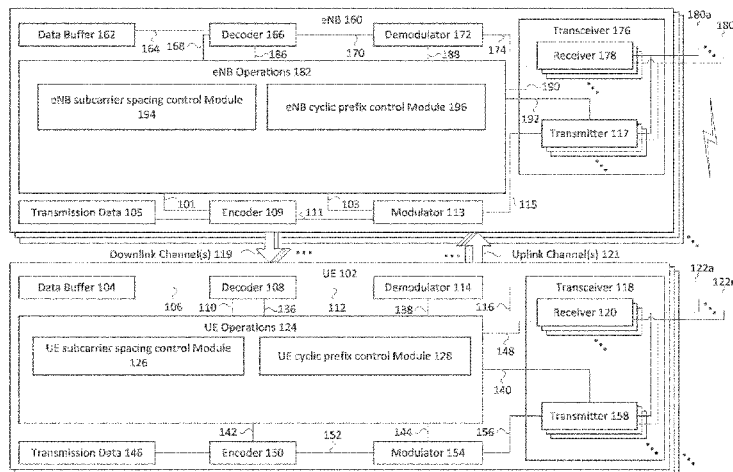 eNB 160
Data Buffer 162
164
168
Decoder 166
186
170
Demodulator 172
188
174
Transceiver 176
Receiver 178
180a
eNB Operations 182
eNB subcarrier spacing control Module
194
eNB cyclic prefix control Module 196
190
192
Transmitter 117
Transmission Data 105
101
Encoder 109
111
103
Modulator 113
115
Downlink Channel(s) 119
Uplink Channel(s) 121
UE 102
Data Buffer 104
106
110
Decoder 108
136
112
138
Demodulator 114
116
Transceiver 118
Receiver 120
122a
UE Operations 124
UE subcarrier spacing control Module
126
UE cyclic prefix control Module 128
148
140
Transmitter 158
Transmission Data 146
142
Encoder 150
152
144
Modulator 154
156